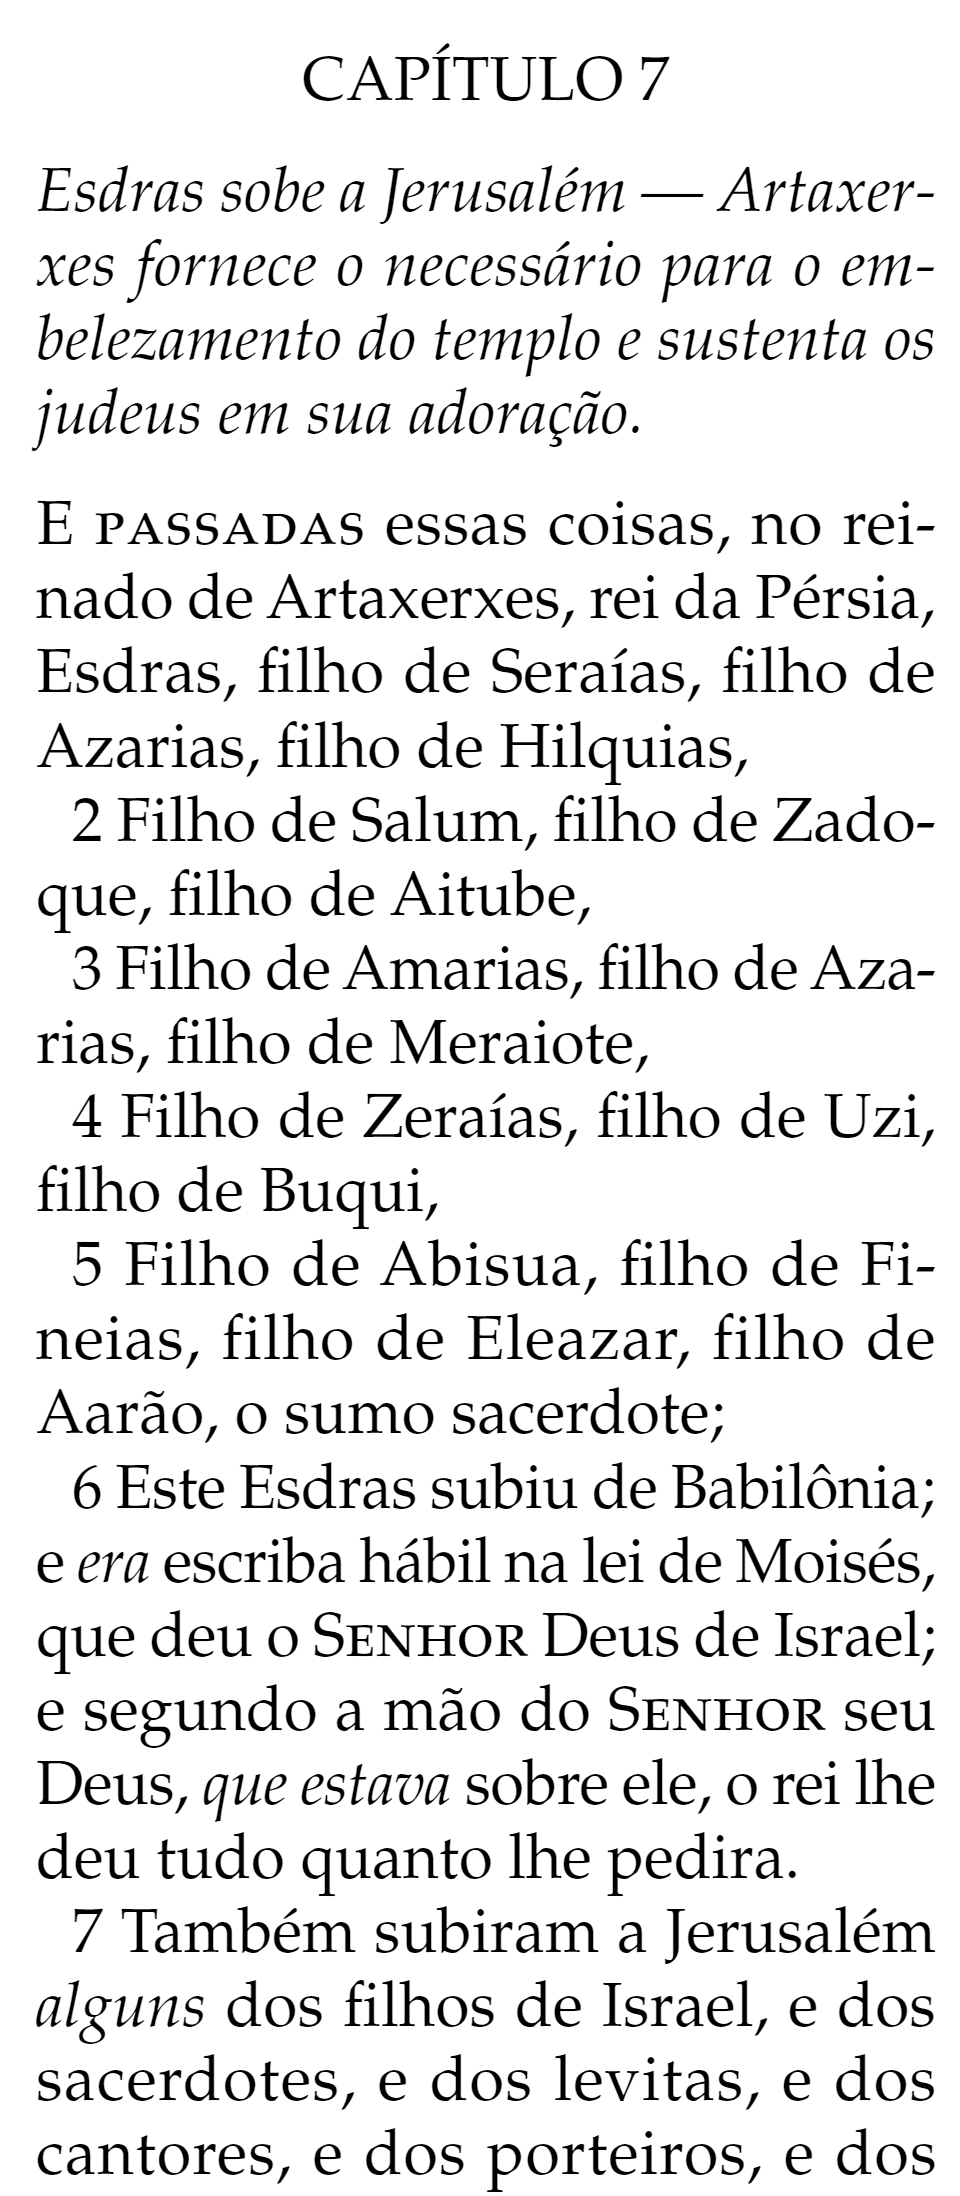 CAPÍTULO 7
Esdras sobe a Jerusalém — Artaxer-
xes fornece o necessário para o em-
belezamento do templo e sustenta os
judeus em sua adoração.
E PASSADAS essas coisas, no rei-
nado de Artaxerxes, rei da Pérsia,
Esdras, filho de Seraías, filho de
Azarias, filho de Hilquias,
2 Filho de Salum, filho de Zado-
que, filho de Aitube,
3 Filho de Amarias, filho de Aza-
rias, filho de Meraiote,
4 Filho de Zeraías, filho de Uzi,
filho de Buqui,
5 Filho de Abisua, filho de Fi-
neias, filho de Eleazar, filho de
Aarão, o sumo sacerdote;
6 Este Esdras subiu de Babilônia;
e era escriba hábil na lei de Moisés,
que deu o SENHOR Deus de Israel;
e segundo a mão do SENHOR seu
Deus, que estava sobre ele, o rei lhe
deu tudo quanto lhe pedira.
7 Também subiram a Jerusalém
alguns dos filhos de Israel, e dos
sacerdotes, e dos levitas, e dos
cantores, e dos porteiros, e dos